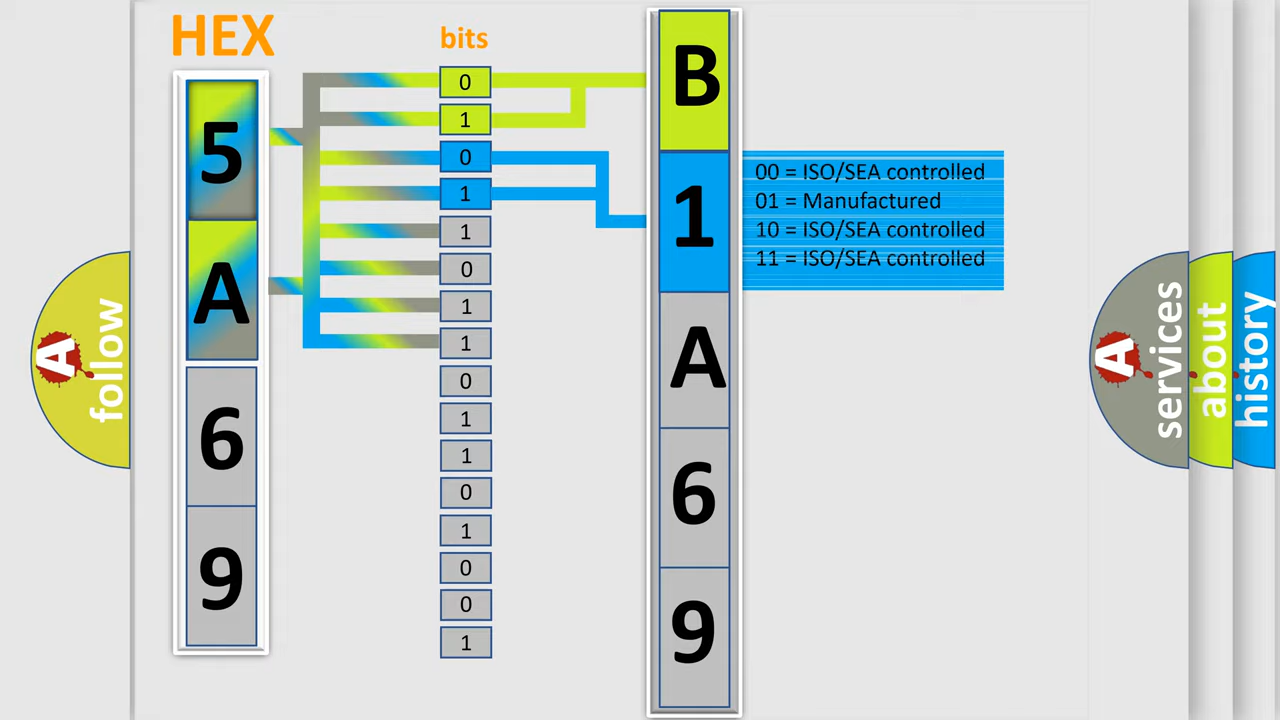 HEX
bits
5
A
6
9
0
1
0
1
1
0
1
1
0
1
1
0
1
0
0
1
B
1
A
6
9
00 = ISO/SEA controlled
01 = Manufactured
10 = ISO/SEA controlled
11 = ISO/SEA controlled
A
follow
A
services
about
history